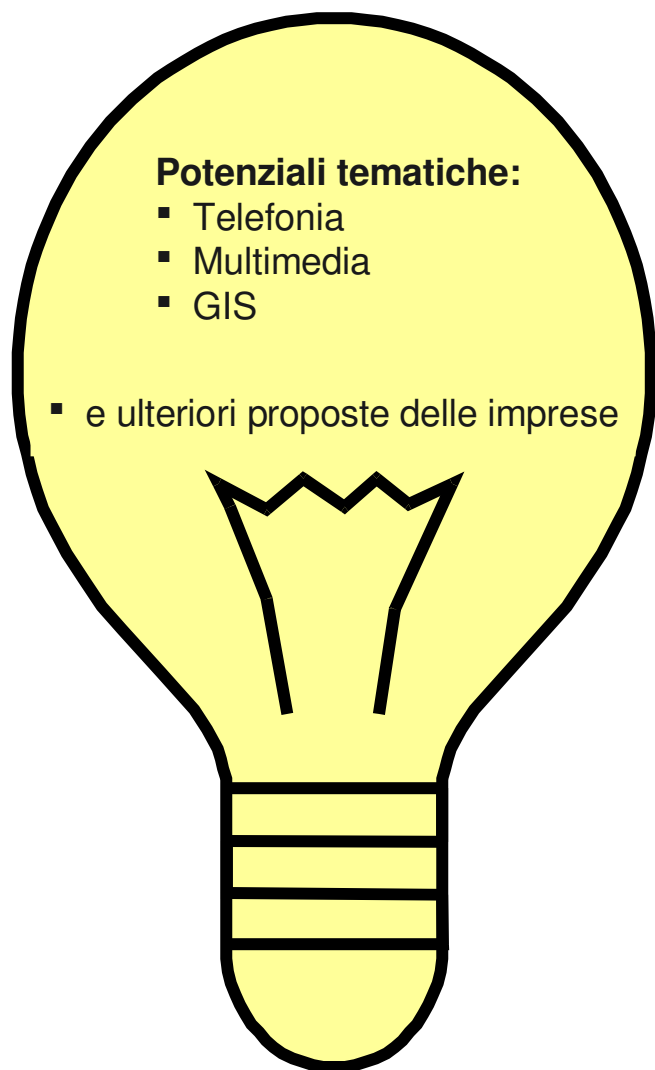 Potenziali tematiche:
▪ Telefonia
▪ Multimedia
▪ GIS
▪ e ulteriori proposte delle imprese